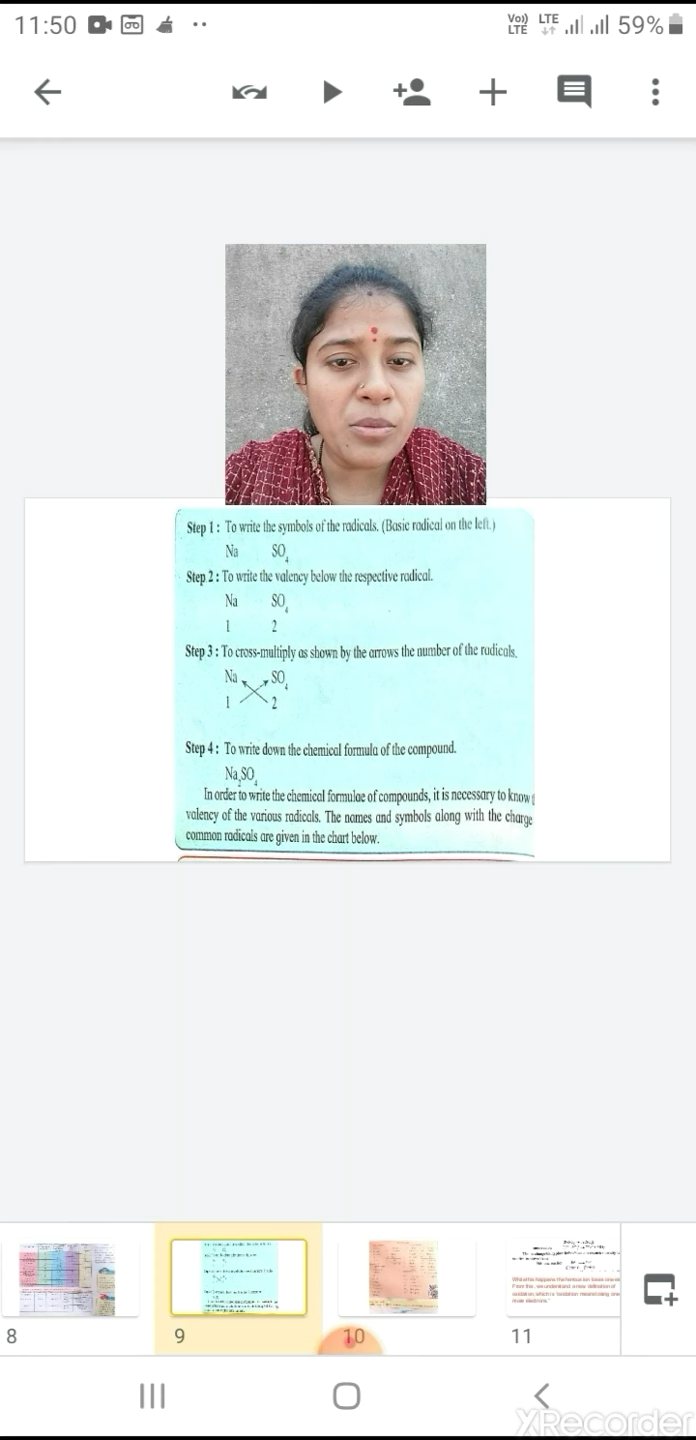 11:50
Vo)) LTE LTE 59%
Step 1 : To write the symbols of the radicals. (Basic radical on the left.)
Na SO₄
Step 2 : To write the valency below the respective radical.
Na SO₄
1 2
Step 3 : To cross-multiply as shown by the arrows the number of the radicals.
Na SO₄
1 2
Step 4 : To write down the chemical formula of the compound.
Na₂SO₄
In order to write the chemical formulae of compounds, it is necessary to know
valency of the various radicals. The names and symbols along with the charge
common radicals are given in the chart below.
8 9 10 11
XRecorder